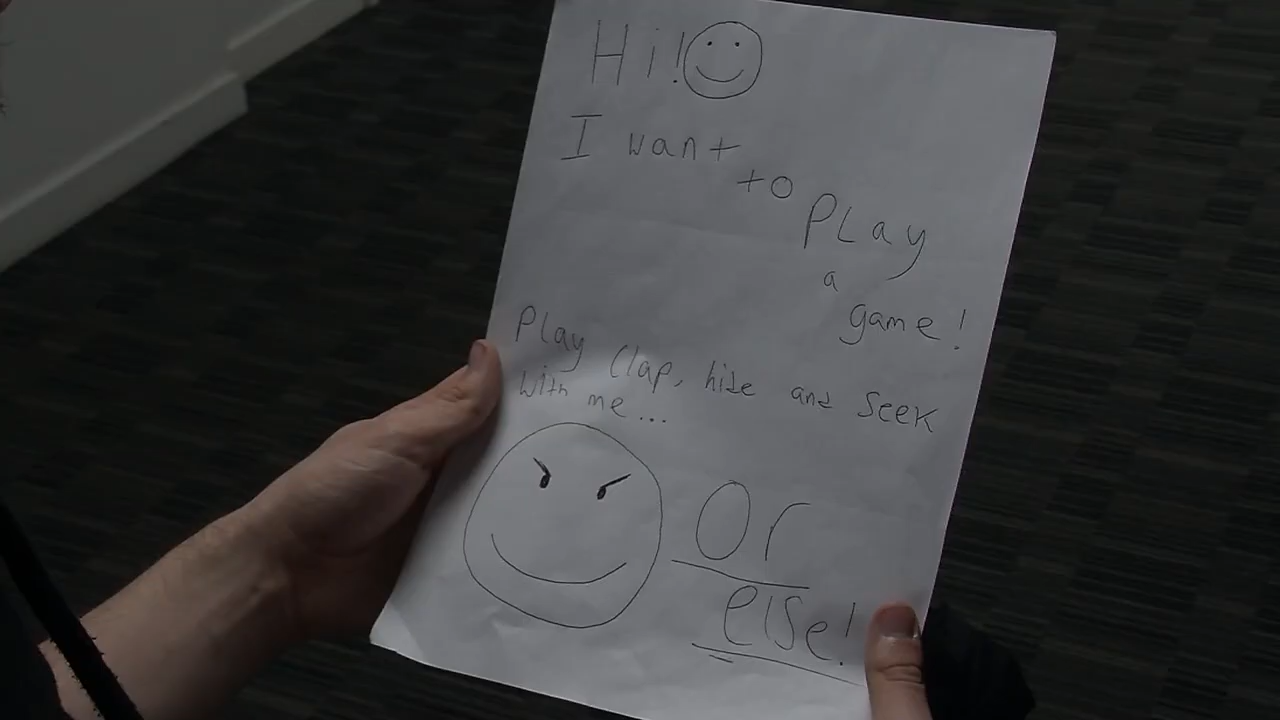 Hi!
I want
to
PLay
a
game!
Play Clap, hide and seek
with me...
Or
else!